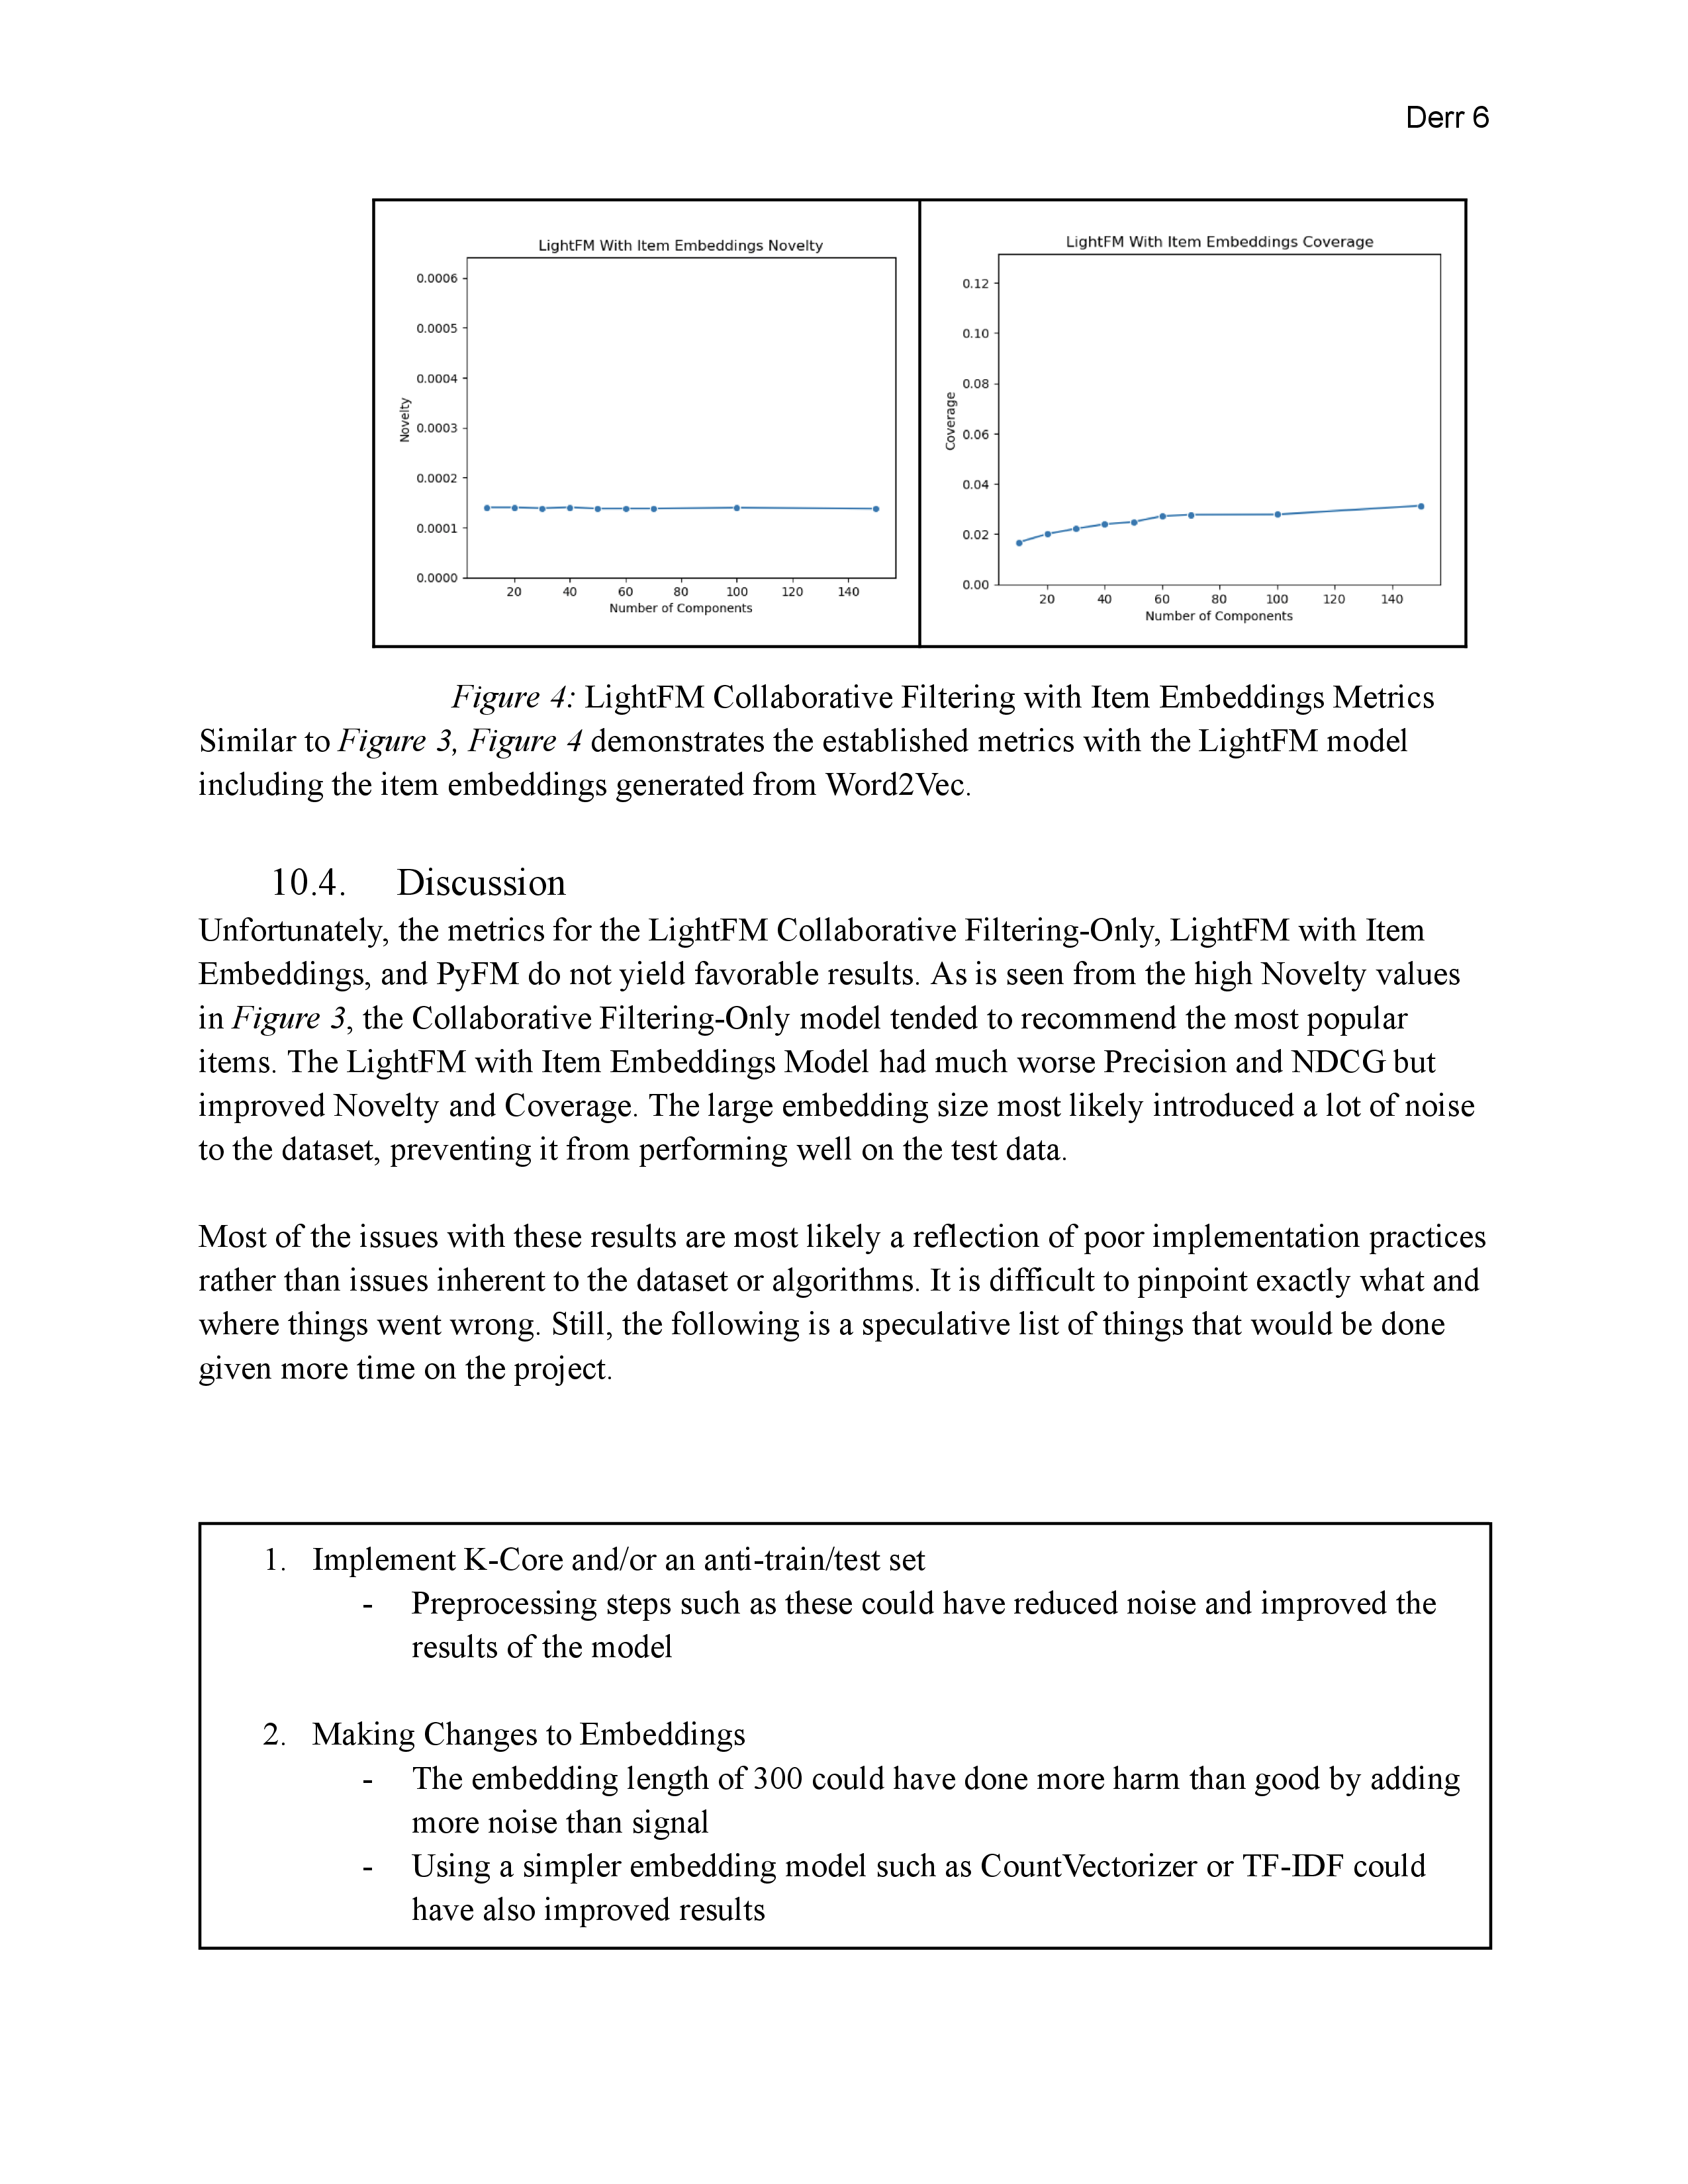 Derr 6
LightFM With Item Embeddings Novelty
0.0006
0.0005
0.0004
0.0003
0.0002
0.0001
0.0000
Novelty
20 40 60 80 100 120 140
Number of Components
LightFM With Item Embeddings Coverage
0.12
0.10
0.08
0.06
0.04
0.02
0.00
Coverage
20 40 60 80 100 120 140
Number of Components
Figure 4: LightFM Collaborative Filtering with Item Embeddings Metrics
Similar to Figure 3, Figure 4 demonstrates the established metrics with the LightFM model
including the item embeddings generated from Word2Vec.
10.4. Discussion
Unfortunately, the metrics for the LightFM Collaborative Filtering-Only, LightFM with Item
Embeddings, and PyFM do not yield favorable results. As is seen from the high Novelty values
in Figure 3, the Collaborative Filtering-Only model tended to recommend the most popular
items. The LightFM with Item Embeddings Model had much worse Precision and NDCG but
improved Novelty and Coverage. The large embedding size most likely introduced a lot of noise
to the dataset, preventing it from performing well on the test data.
Most of the issues with these results are most likely a reflection of poor implementation practices
rather than issues inherent to the dataset or algorithms. It is difficult to pinpoint exactly what and
where things went wrong. Still, the following is a speculative list of things that would be done
given more time on the project.
1. Implement K-Core and/or an anti-train/test set
- Preprocessing steps such as these could have reduced noise and improved the
results of the model
2. Making Changes to Embeddings
- The embedding length of 300 could have done more harm than good by adding
more noise than signal
- Using a simpler embedding model such as CountVectorizer or TF-IDF could
have also improved results